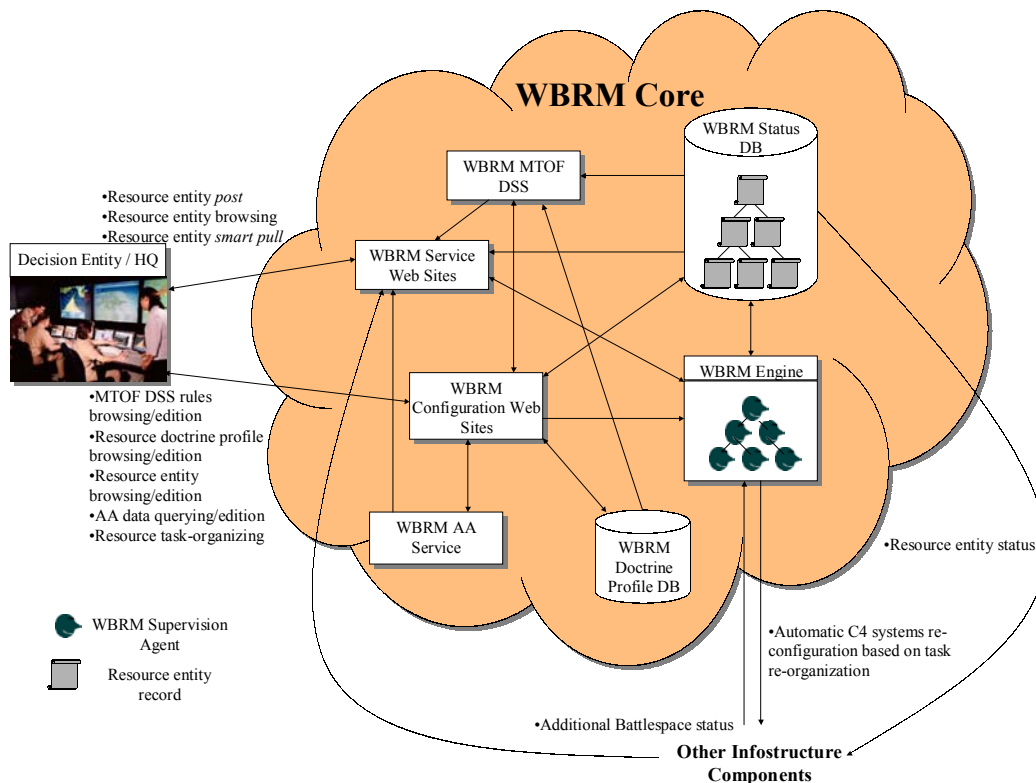 WBRM Core
WBRM Status
DB
WBRM MTOF
DSS
•Resource entity post
•Resource entity browsing
•Resource entity smart pull
Decision Entity / HQ
WBRM Service
Web Sites
WBRM Engine
WBRM
Configuration Web
Sites
•MTOF DSS rules
browsing/edition
•Resource doctrine profile
browsing/edition
•Resource entity
browsing/edition
•AA data querying/edition
•Resource task-organizing
WBRM AA
Service
WBRM
Doctrine
Profile DB
•Resource entity status
WBRM Supervision
Agent
Resource entity
record
•Automatic C4 systems re-
configuration based on task
re-organization
•Additional Battlespace status
Other Infostructure
Components